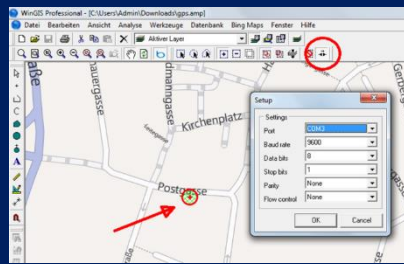 WinGIS Professional - [C:\Users\Admin\Downloads\gps.amp]
Datei Bearbeiten Ansicht Analyse Werkzeuge Datenbank Bing Maps Fenster Hilfe
Aktiver Layer
Kirchenplatz
Postgasse
Setup
Settings
Port COM3
Baud rate 9600
Data bits 8
Stop bits 1
Parity None
Flow control None
OK Cancel